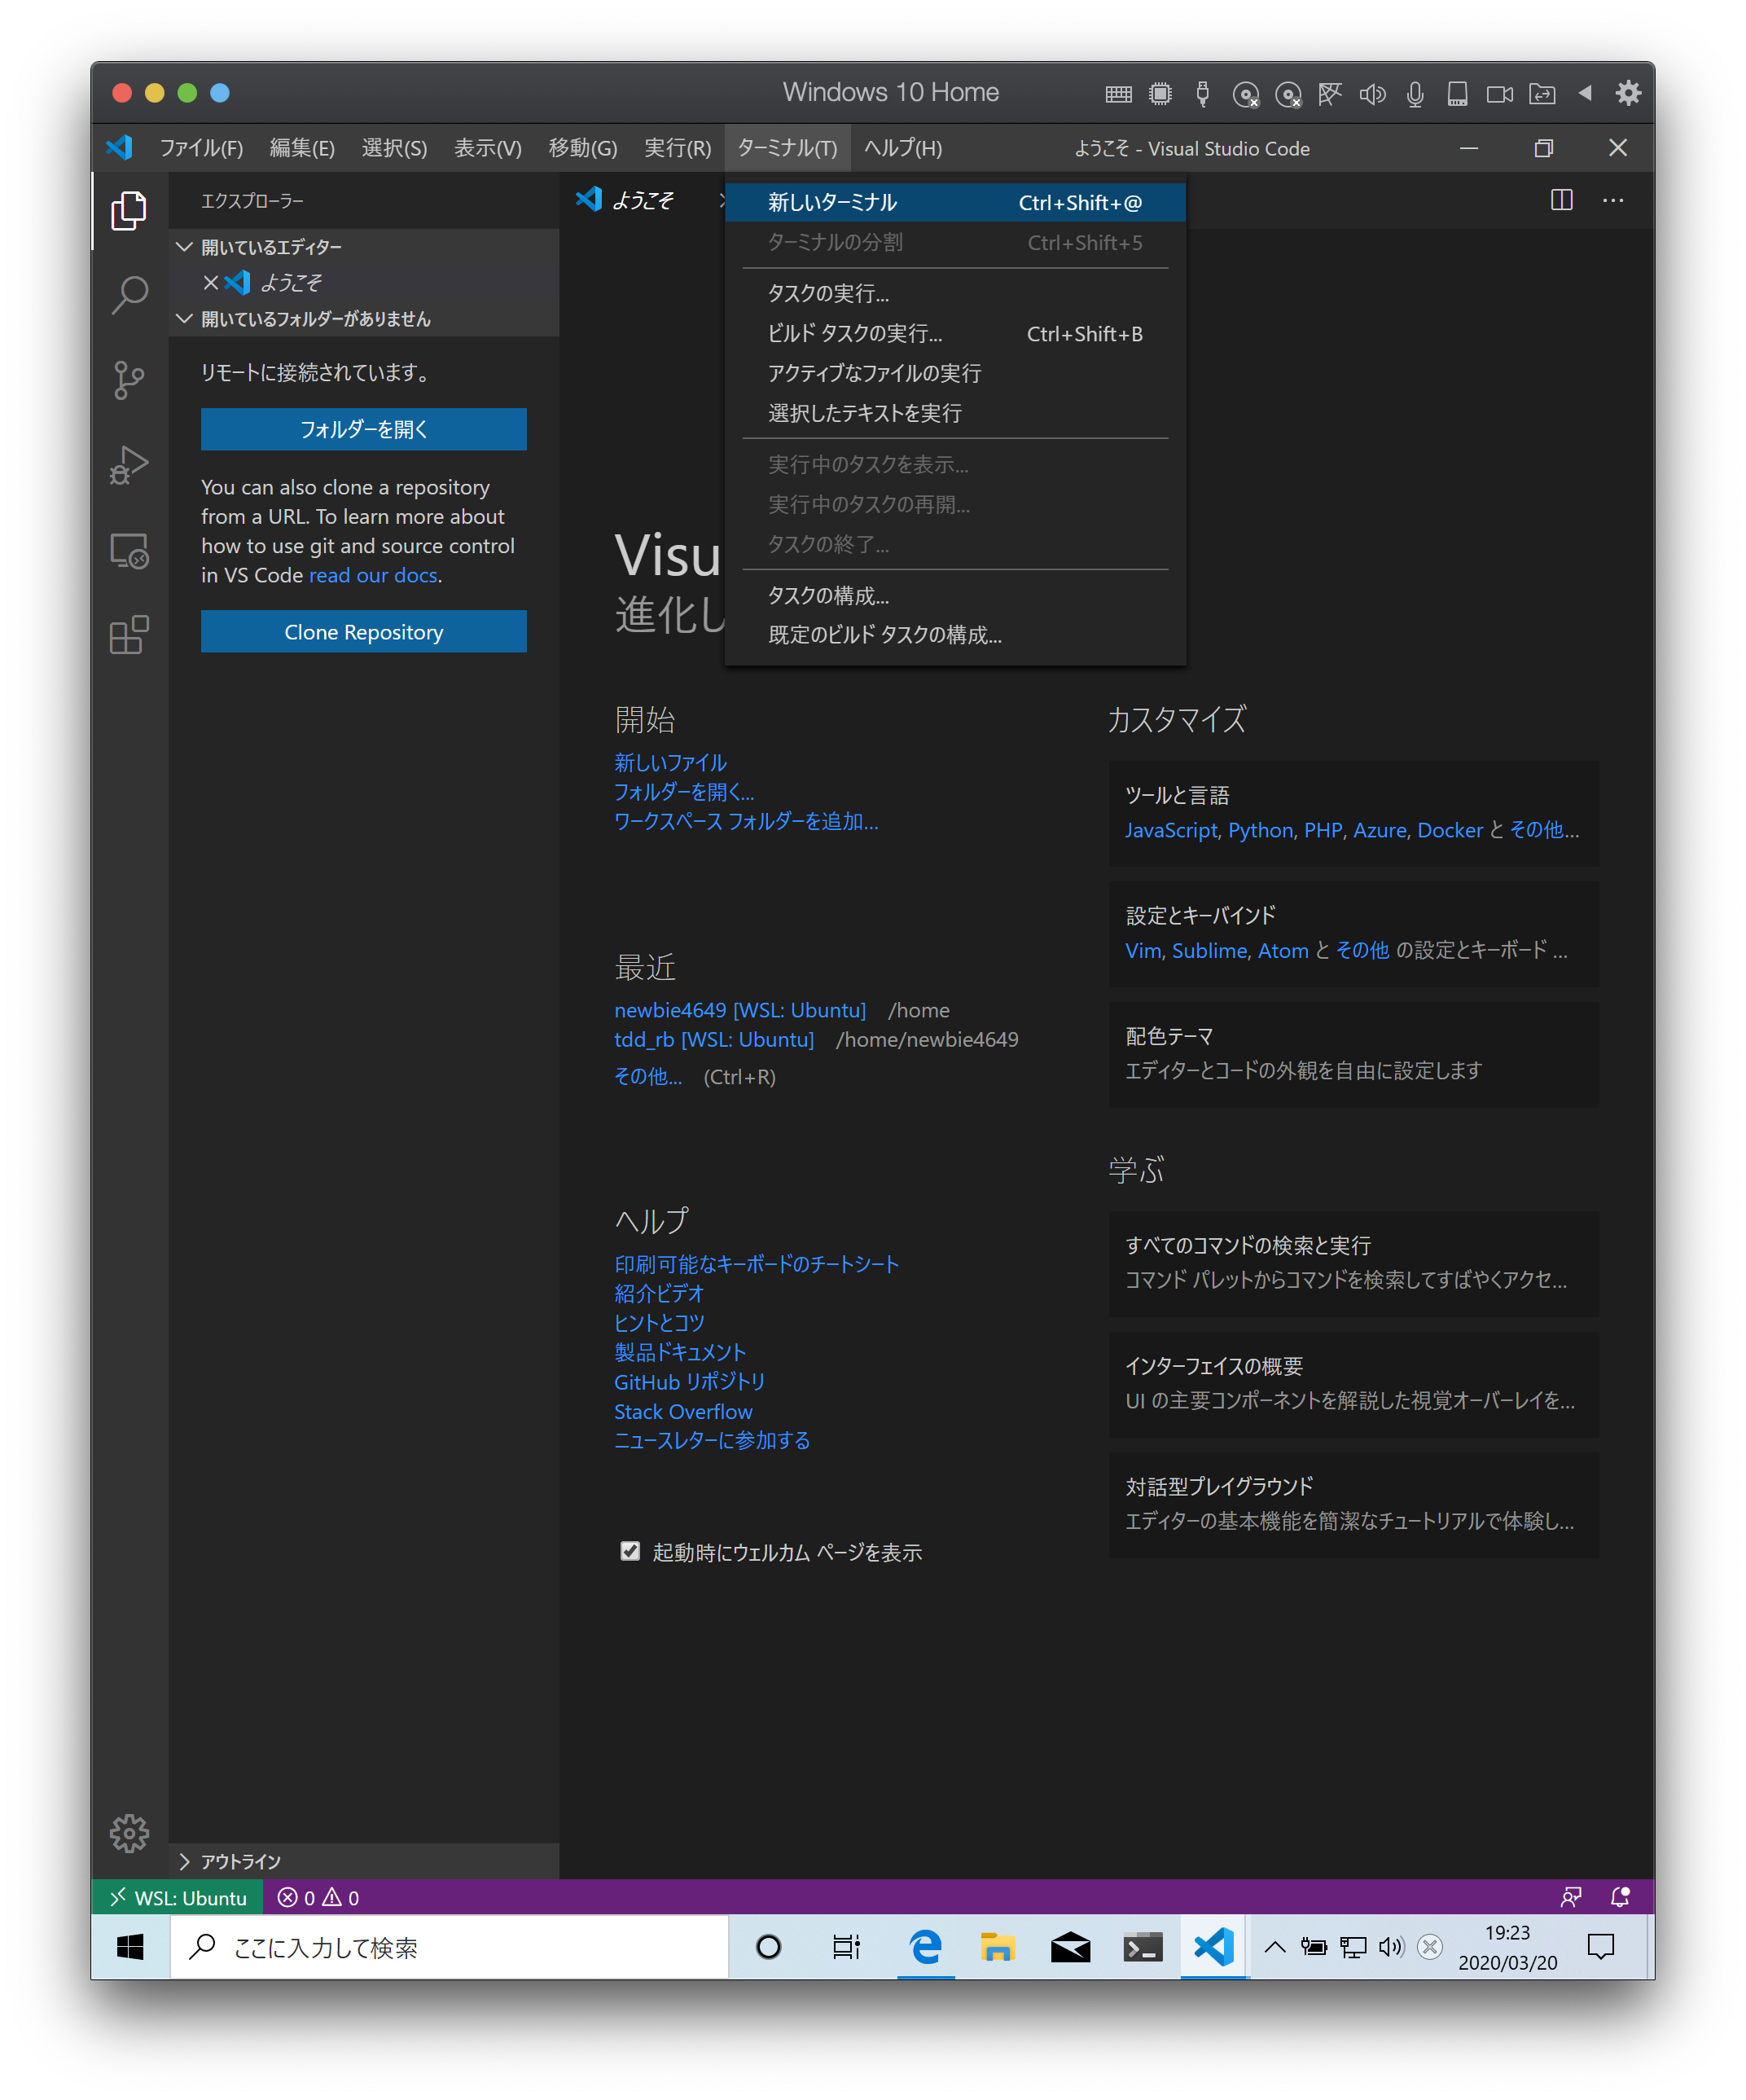 Windows 10 Home
ファイル(F) 編集(E) 選択(S) 表示(V) 移動(G) 実行(R) ターミナル(T) ヘルプ(H) ようこそ - Visual Studio Code
エクスプローラー
開いているエディター
ようこそ
開いているフォルダーがありません
リモートに接続されています。
フォルダーを開く
You can also clone a repository
from a URL. To learn more about
how to use git and source control
in VS Code read our docs.
Clone Repository
アウトライン
ようこそ
新しいターミナル Ctrl+Shift+@
ターミナルの分割 Ctrl+Shift+5
タスクの実行...
ビルド タスクの実行... Ctrl+Shift+B
アクティブなファイルの実行
選択したテキストを実行
実行中のタスクを表示...
実行中のタスクの再開...
タスクの終了...
タスクの構成...
既定のビルド タスクの構成...
Visu
進化し
開始
新しいファイル
フォルダーを開く...
ワークスペース フォルダーを追加...
最近
newbie4649 [WSL: Ubuntu] /home
tdd_rb [WSL: Ubuntu] /home/newbie4649
その他... (Ctrl+R)
ヘルプ
印刷可能なキーボードのチートシート
紹介ビデオ
ヒントとコツ
製品ドキュメント
GitHub リポジトリ
Stack Overflow
ニュースレターに参加する
起動時にウェルカム ページを表示
カスタマイズ
ツールと言語
JavaScript, Python, PHP, Azure, Docker と その他...
設定とキーバインド
Vim, Sublime, Atom と その他 の設定とキーボード ...
配色テーマ
エディターとコードの外観を自由に設定します
学ぶ
すべてのコマンドの検索と実行
コマンド パレットからコマンドを検索してすばやくアクセ...
インターフェイスの概要
UI の主要コンポーネントを解説した視覚オーバーレイを...
対話型プレイグラウンド
エディターの基本機能を簡潔なチュートリアルで体験し...
WSL: Ubuntu 0 0
ここに入力して検索
19:23
2020/03/20